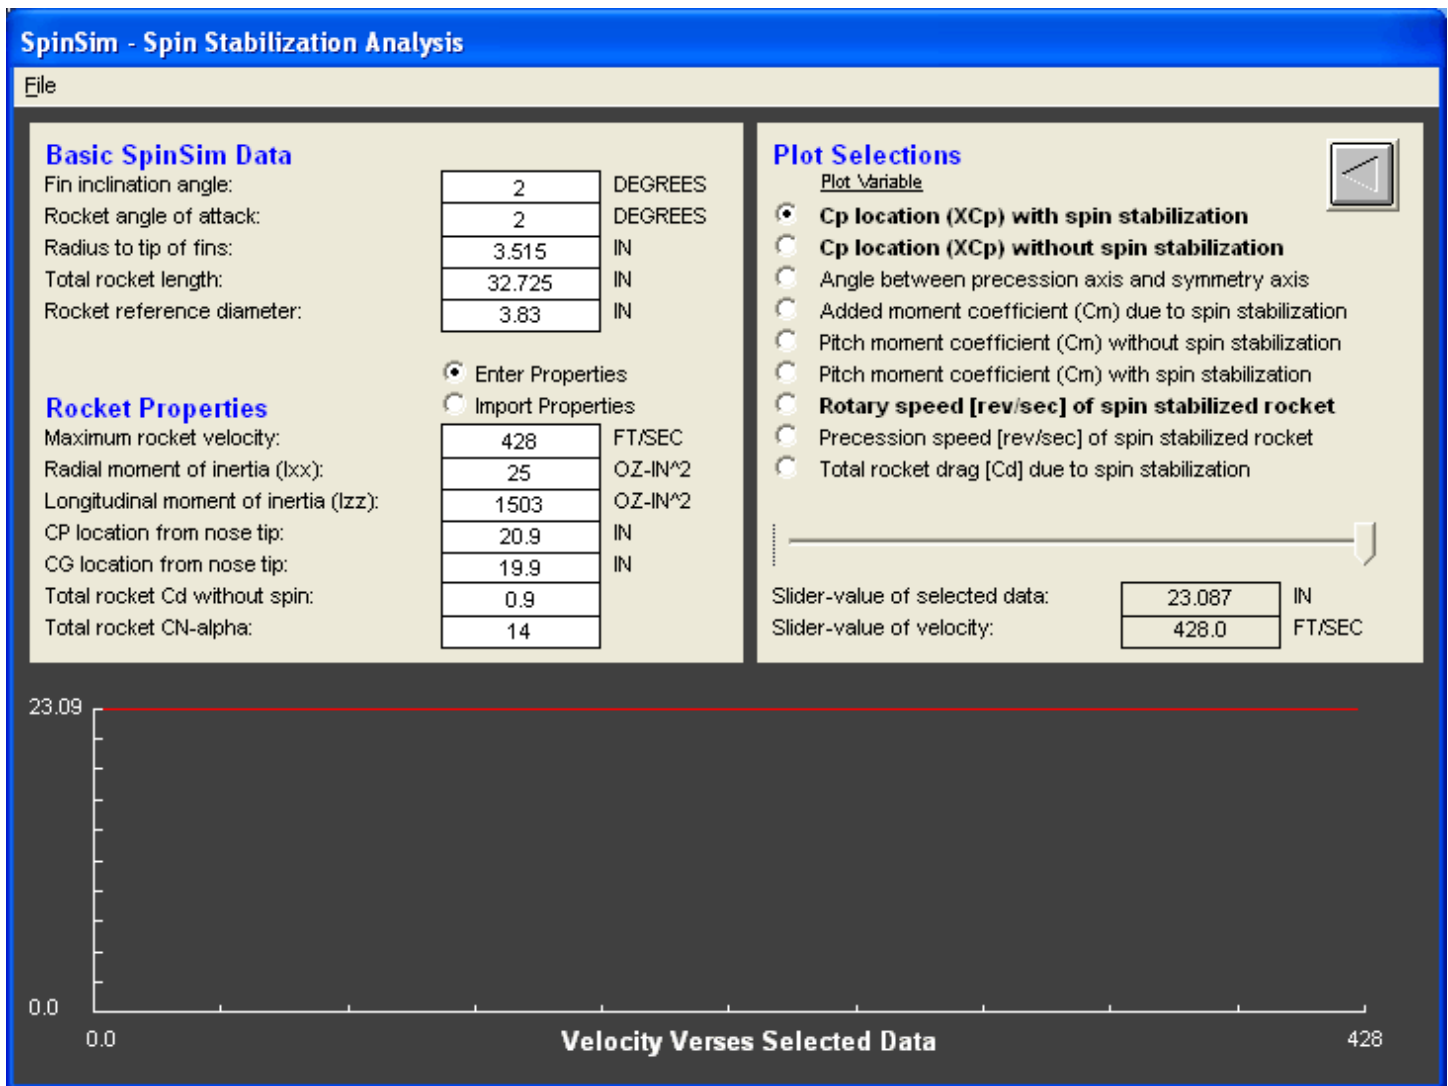 SpinSim - Spin Stabilization Analysis
File
Basic SpinSim Data
Fin inclination angle: 2 DEGREES
Rocket angle of attack: 2 DEGREES
Radius to tip of fins: 3.515 IN
Total rocket length: 32.725 IN
Rocket reference diameter: 3.83 IN
Enter Properties
Rocket Properties Import Properties
Maximum rocket velocity: 428 FT/SEC
Radial moment of inertia (Ixx): 25 OZ-IN^2
Longitudinal moment of inertia (Izz): 1503 OZ-IN^2
CP location from nose tip: 20.9 IN
CG location from nose tip: 19.9 IN
Total rocket Cd without spin: 0.9
Total rocket CN-alpha: 14
Plot Selections
Plot Variable
Cp location (XCp) with spin stabilization
Cp location (XCp) without spin stabilization
Angle between precession axis and symmetry axis
Added moment coefficient (Cm) due to spin stabilization
Pitch moment coefficient (Cm) without spin stabilization
Pitch moment coefficient (Cm) with spin stabilization
Rotary speed [rev/sec] of spin stabilized rocket
Precession speed [rev/sec] of spin stabilized rocket
Total rocket drag [Cd] due to spin stabilization
Slider-value of selected data: 23.087 IN
Slider-value of velocity: 428.0 FT/SEC
23.09
0.0
0.0 Velocity Verses Selected Data 428